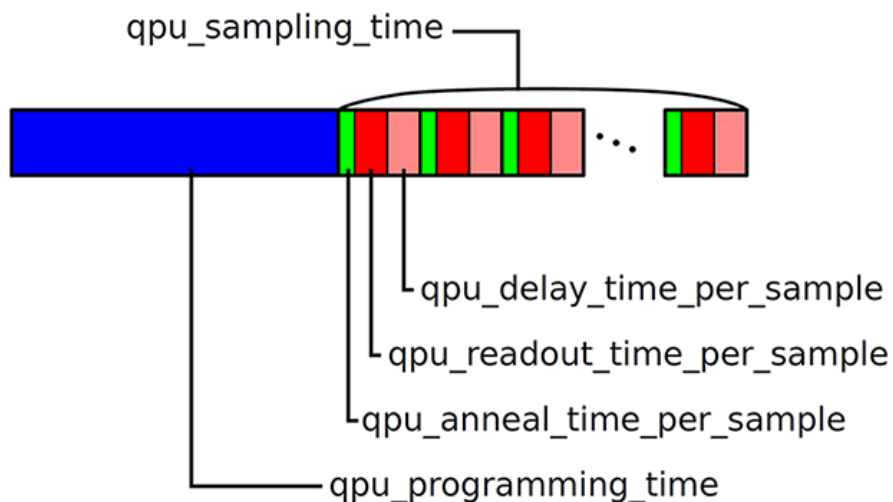 qpu_sampling_time
qpu_delay_time_per_sample
qpu_readout_time_per_sample
qpu_anneal_time_per_sample
qpu_programming_time